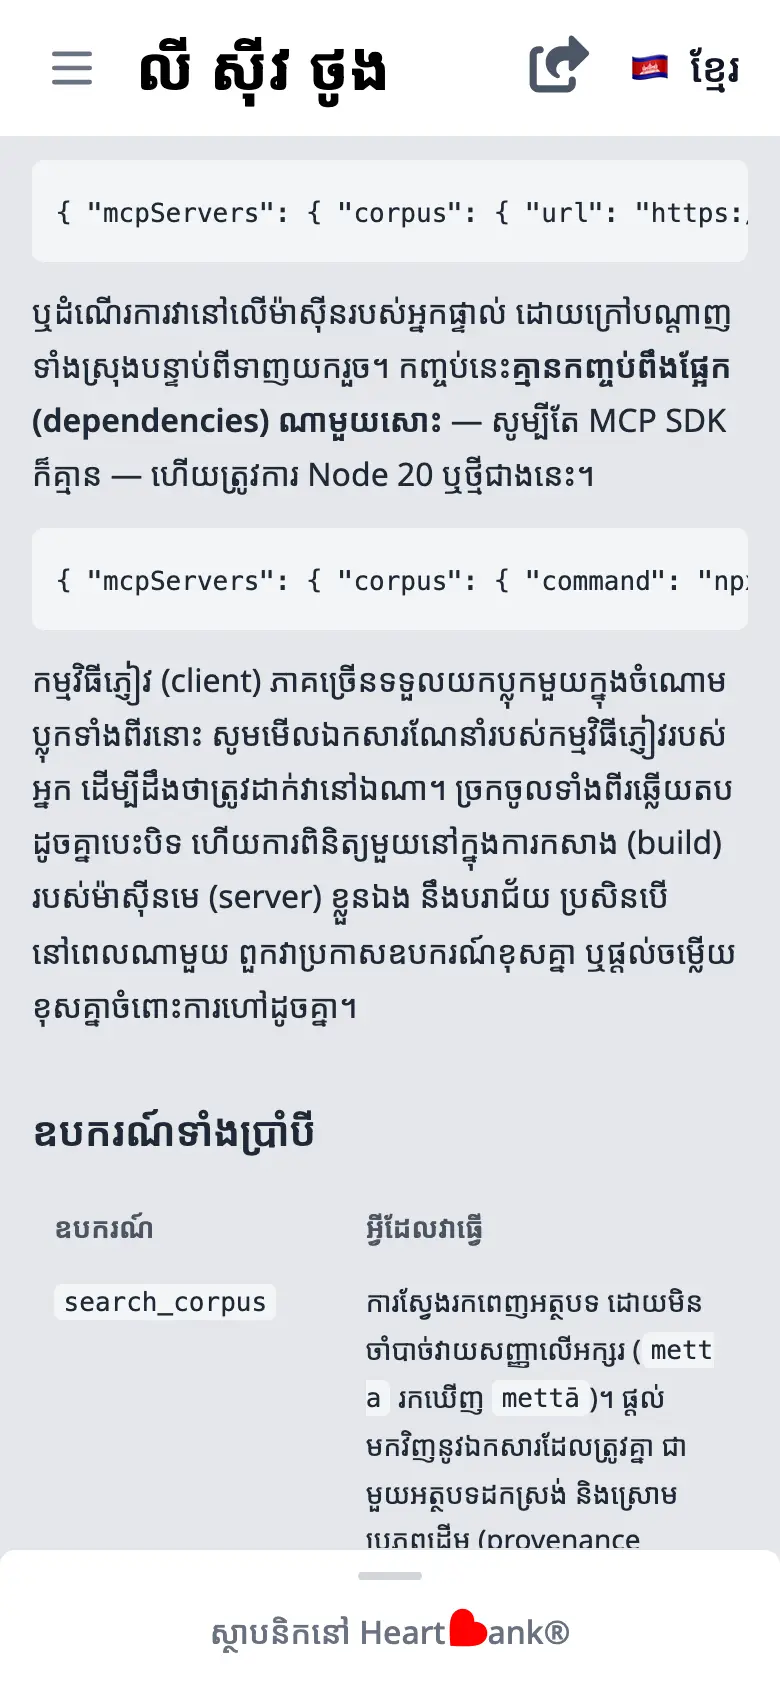 លី ស៊ីវ ថូង
ខ្មែរ
{ "mcpServers": { "corpus": { "url": "https:/
ឬដំណើរការវានៅលើម៉ាស៊ីនរបស់អ្នកផ្ទាល់ ដោយក្រៅបណ្ដាញ
ទាំងស្រុងបន្ទាប់ពីទាញយករួច។ កញ្ចប់នេះគ្មានកញ្ចប់ពឹងផ្អែក
(dependencies) ណាមួយសោះ — សូម្បីតែ MCP SDK
ក៏គ្មាន — ហើយត្រូវការ Node 20 ឬថ្មីជាងនេះ។
{ "mcpServers": { "corpus": { "command": "npx
កម្មវិធីភ្ញៀវ (client) ភាគច្រើនទទួលយកប្លុកមួយក្នុងចំណោម
ប្លុកទាំងពីរនោះ សូមមើលឯកសារណែនាំរបស់កម្មវិធីភ្ញៀវរបស់
អ្នក ដើម្បីដឹងថាត្រូវដាក់វានៅឯណា។ ច្រកចូលទាំងពីរឆ្លើយតប
ដូចគ្នាបេះបិទ ហើយការពិនិត្យមួយនៅក្នុងការកសាង (build)
របស់ម៉ាស៊ីនមេ (server) ខ្លួនឯង នឹងបរាជ័យ ប្រសិនបើ
នៅពេលណាមួយ ពួកវាប្រកាសឧបករណ៍ខុសគ្នា ឬផ្ដល់ចម្លើយ
ខុសគ្នាចំពោះការហៅដូចគ្នា។
ឧបករណ៍ទាំងប្រាំបី
ឧបករណ៍ អ្វីដែលវាធ្វើ
search_corpus ការស្វែងរកពេញអត្ថបទ ដោយមិន
ចាំបាច់វាយសញ្ញាលើអក្សរ (mett
a រកឃើញ mettā)។ ផ្ដល់
មកវិញនូវឯកសារដែលត្រូវគ្នា ជា
មួយអត្ថបទដកស្រង់ និងស្រោម
ប្រភពដើម (provenance
ស្ថាបនិកនៅ Heart ank®